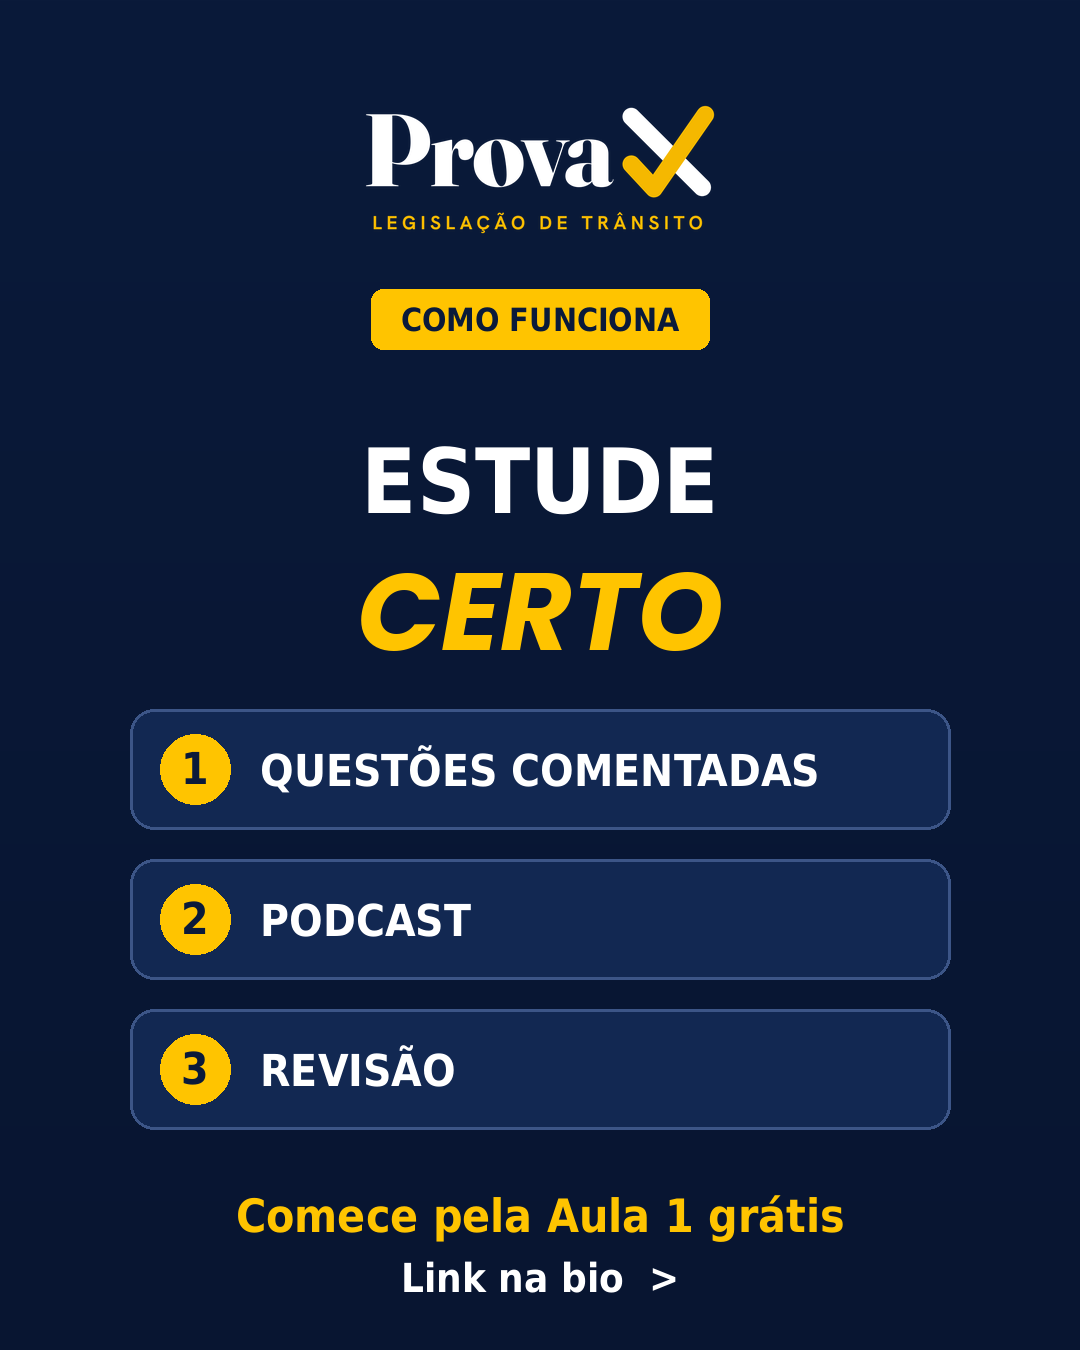 ProvaX
LEGISLAÇÃO DE TRÂNSITO
COMO FUNCIONA
ESTUDE
CERTO
1 QUESTÕES COMENTADAS
2 PODCAST
3 REVISÃO
Comece pela Aula 1 grátis
Link na bio >